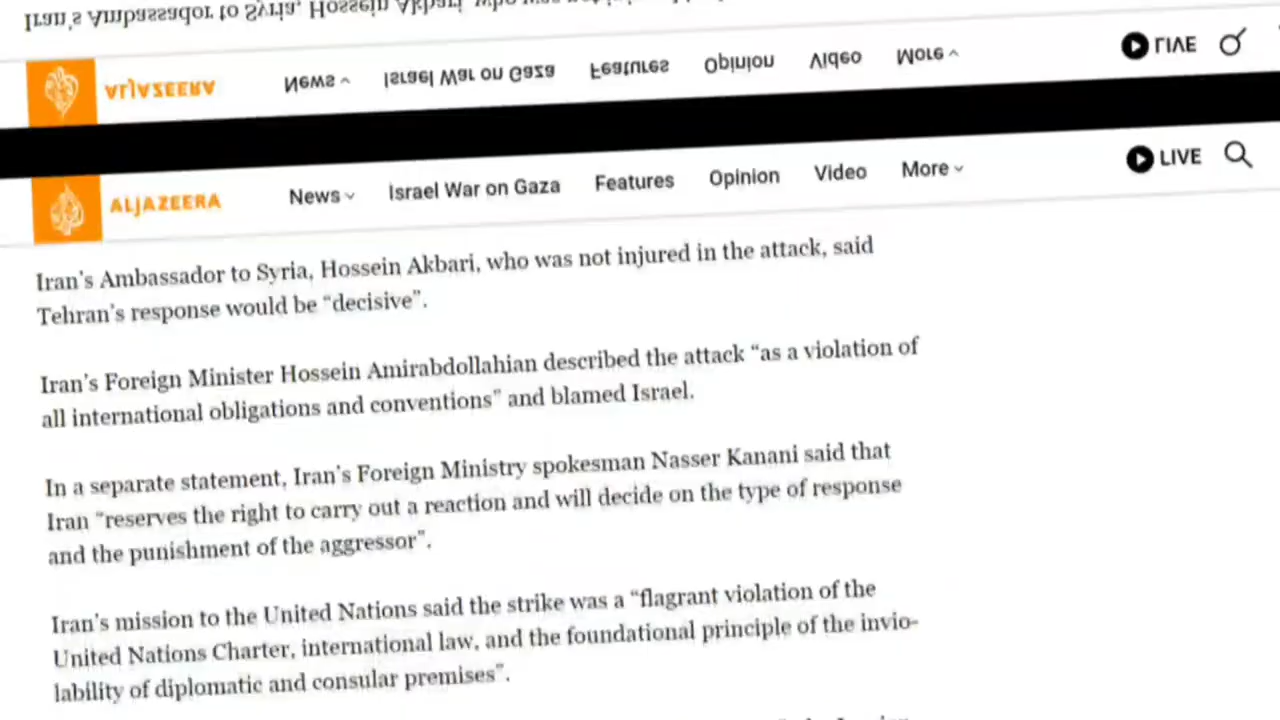 Iran's Ambassador to Syria, Hossein Akbari, who was
ALJAZEERA News Israel War on Gaza Features Opinion Video More LIVE
ALJAZEERA News Israel War on Gaza Features Opinion Video More LIVE
Iran's Ambassador to Syria, Hossein Akbari, who was not injured in the attack, said
Tehran's response would be “decisive”.
Iran's Foreign Minister Hossein Amirabdollahian described the attack “as a violation of
all international obligations and conventions” and blamed Israel.
In a separate statement, Iran's Foreign Ministry spokesman Nasser Kanani said that
Iran “reserves the right to carry out a reaction and will decide on the type of response
and the punishment of the aggressor”.
Iran's mission to the United Nations said the strike was a “flagrant violation of the
United Nations Charter, international law, and the foundational principle of the invio-
lability of diplomatic and consular premises”.